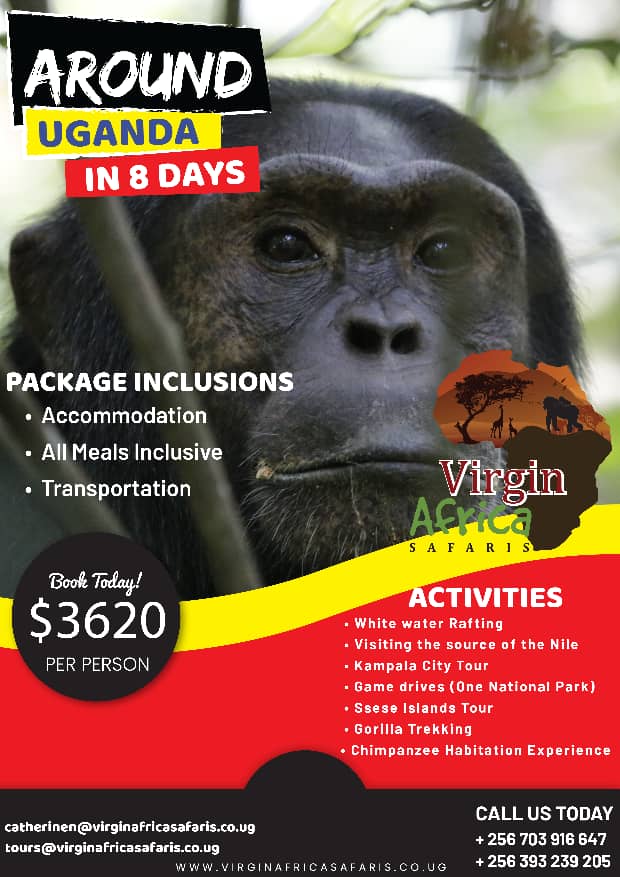 AROUND
UGANDA
IN 8 DAYS
PACKAGE INCLUSIONS
• Accommodation
• All Meals Inclusive
• Transportation
Virgin
Africa
SAFARIS
Book Today!
$3620
PER PERSON
ACTIVITIES
• White water Rafting
• Visiting the source of the Nile
• Kampala City Tour
• Game drives (One National Park)
• Ssese Islands Tour
• Gorilla Trekking
• Chimpanzee Habitation Experience
catherinen@virginafricasafaris.co.ug
tours@virginafricasafaris.co.ug
CALL US TODAY
+ 256 703 916 647
+ 256 393 239 205
WWW.VIRGINAFRICASAFARIS.CO.UG